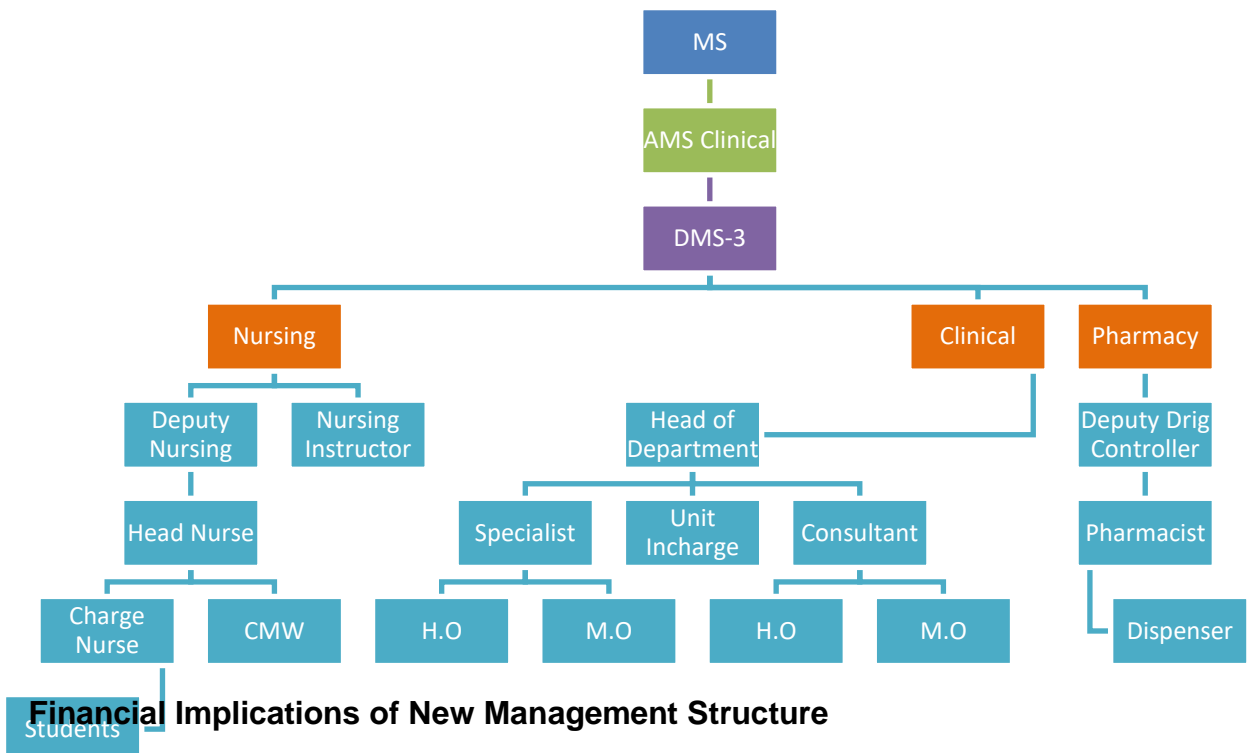 MS
AMS Clinical
DMS-3
Nursing
Clinical
Pharmacy
Deputy
Nursing
Nursing
Instructor
Head of
Department
Deputy Drig
Controller
Head Nurse
Specialist
Unit
Incharge
Consultant
Pharmacist
Charge
Nurse
CMW
H.O
M.O
H.O
M.O
Dispenser
Students
Financial Implications of New Management Structure